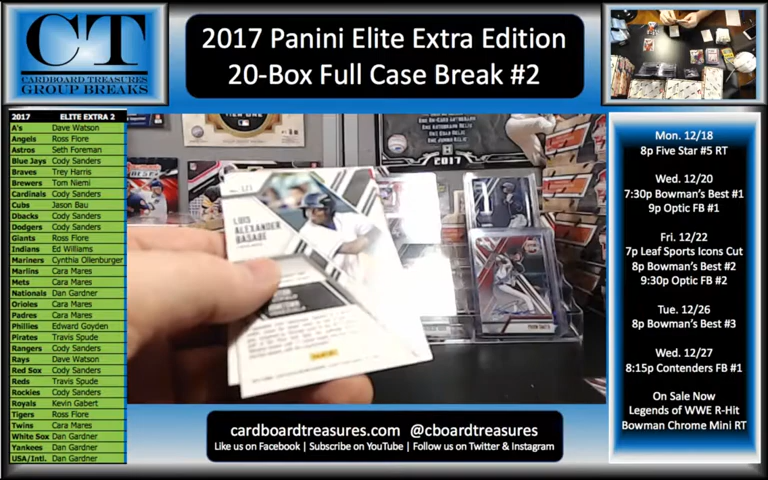 CT
CARDBOARD TREASURES
GROUP BREAKS
2017 Panini Elite Extra Edition
20-Box Full Case Break #2
2017 ELITE EXTRA 2
A's Dave Watson
Angels Ross Flore
Astros Seth Foreman
Blue Jays Cody Sanders
Braves Trey Harris
Brewers Tom Niemi
Cardinals Cody Sanders
Cubs Jason Bau
Dbacks Cody Sanders
Dodgers Cody Sanders
Giants Ross Flore
Indians Ed Williams
Mariners Cynthia Ollenburger
Marlins Cara Mares
Mets Cara Mares
Nationals Dan Gardner
Orioles Cara Mares
Padres Cara Mares
Phillies Edward Goyden
Pirates Travis Spude
Rangers Cody Sanders
Rays Dave Watson
Red Sox Cody Sanders
Reds Travis Spude
Rockies Cody Sanders
Royals Kevin Gabert
Tigers Ross Flore
Twins Cara Mares
White Sox Dan Gardner
Yankees Dan Gardner
USA/Intl. Dan Gardner
2017
LUIS
ALEXANDER
BASABE
PANINI
Mon. 12/18
8p Five Star #5 RT
Wed. 12/20
7:30p Bowman's Best #1
9p Optic FB #1
Fri. 12/22
7p Leaf Sports Icons Cut
8p Bowman's Best #2
9:30p Optic FB #2
Tue. 12/26
8p Bowman's Best #3
Wed. 12/27
8:15p Contenders FB #1
On Sale Now
Legends of WWE R-Hit
Bowman Chrome Mini RT
cardboardtreasures.com @cboardtreasures
Like us on Facebook | Subscribe on YouTube | Follow us on Twitter & Instagram